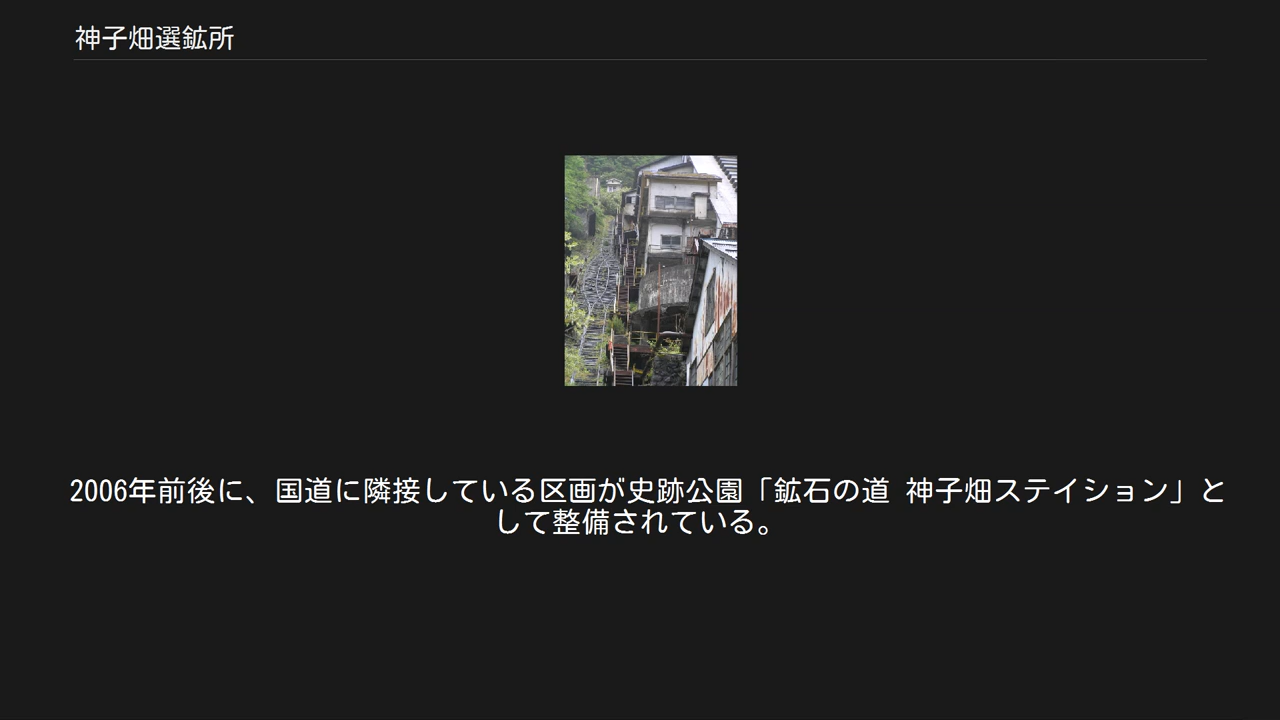 神子畑選鉱所
2006年前後に、国道に隣接している区画が史跡公園「鉱石の道 神子畑ステイション」と
して整備されている。